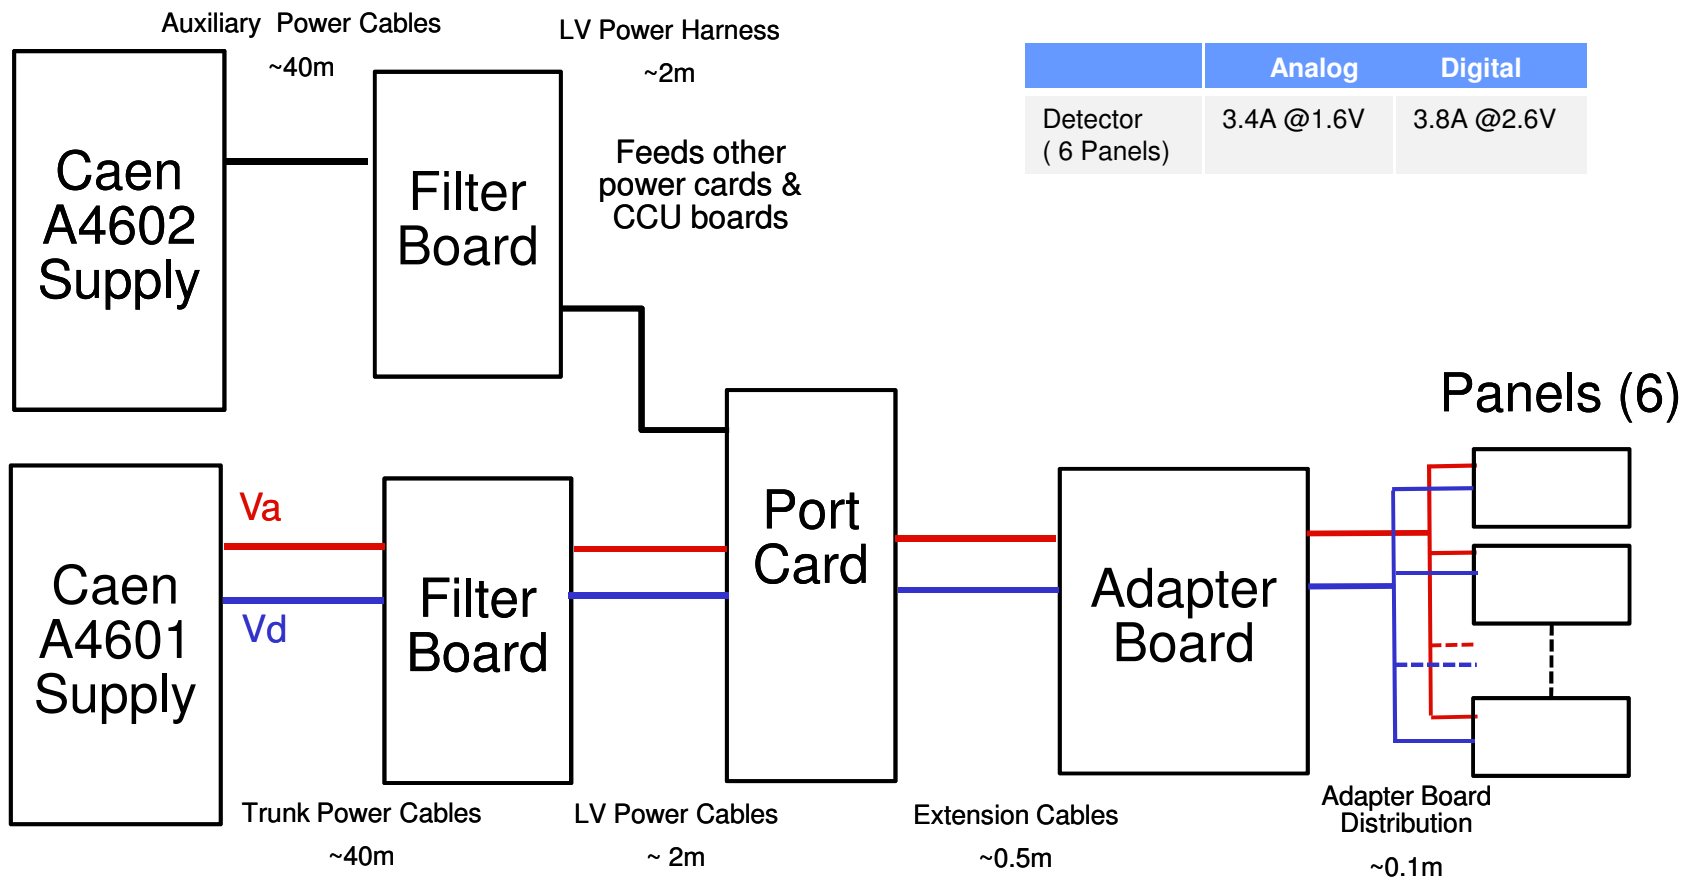 Auxiliary Power Cables
~40m
LV Power Harness
~2m
Analog Digital
Detector 3.4A @1.6V 3.8A @2.6V
( 6 Panels)
Caen
A4602
Supply
Filter
Board
Feeds other
power cards &
CCU boards
Panels (6)
Caen
A4601
Supply
Va
Vd
Filter
Board
Port
Card
Adapter
Board
Trunk Power Cables
~40m
LV Power Cables
~ 2m
Extension Cables
~0.5m
Adapter Board
Distribution
~0.1m